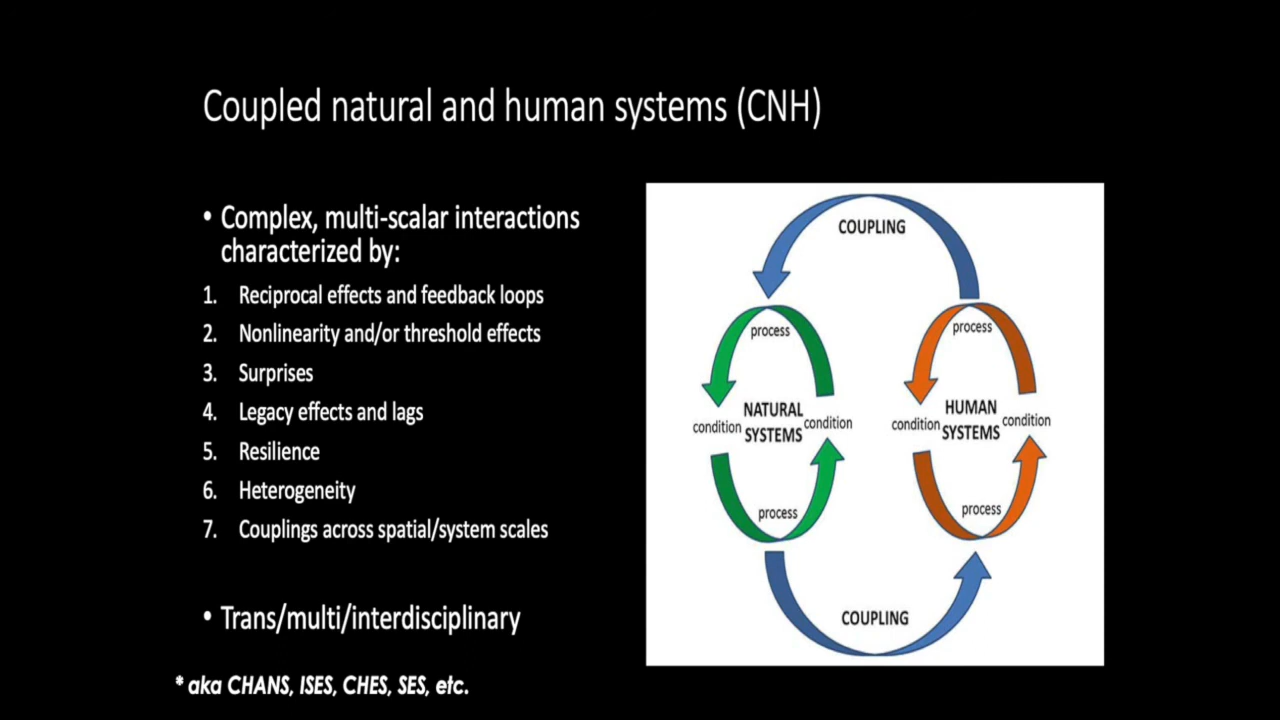 Coupled natural and human systems (CNH)
• Complex, multi-scalar interactions
characterized by:
1. Reciprocal effects and feedback loops
2. Nonlinearity and/or threshold effects
3. Surprises
4. Legacy effects and lags
5. Resilience
6. Heterogeneity
7. Couplings across spatial/system scales
• Trans/multi/interdisciplinary
* aka CHANS, ISES, CHES, SES, etc.
COUPLING
process
process
condition
NATURAL
SYSTEMS
condition
condition
HUMAN
SYSTEMS
condition
process
process
COUPLING